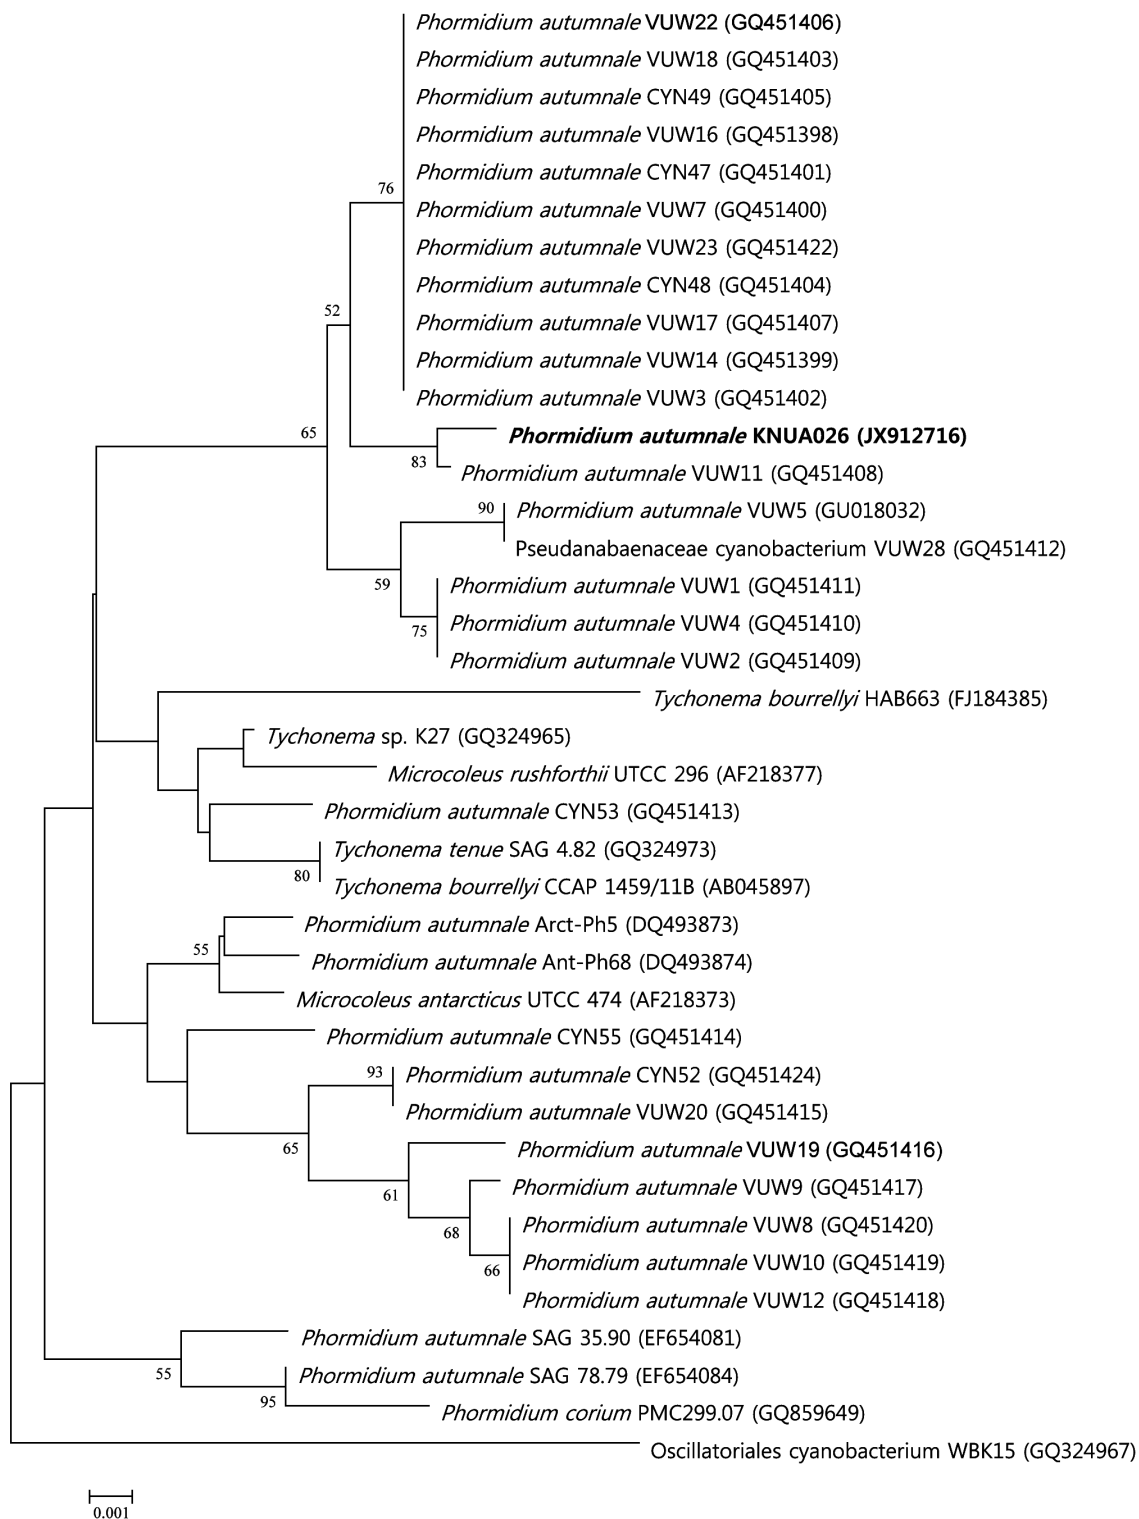 Phormidium autumnale VUW22 (GQ451406)
Phormidium autumnale VUW18 (GQ451403)
Phormidium autumnale CYN49 (GQ451405)
Phormidium autumnale VUW16 (GQ451398)
Phormidium autumnale CYN47 (GQ451401)
76
Phormidium autumnale VUW7 (GQ451400)
Phormidium autumnale VUW23 (GQ451422)
Phormidium autumnale CYN48 (GQ451404)
52
Phormidium autumnale VUW17 (GQ451407)
Phormidium autumnale VUW14 (GQ451399)
Phormidium autumnale VUW3 (GQ451402)
65
Phormidium autumnale KNUA026 (JX912716)
83
Phormidium autumnale VUW11 (GQ451408)
90
Phormidium autumnale VUW5 (GU018032)
Pseudanabaenaceae cyanobacterium VUW28 (GQ451412)
59
Phormidium autumnale VUW1 (GQ451411)
Phormidium autumnale VUW4 (GQ451410)
75
Phormidium autumnale VUW2 (GQ451409)
Tychonema bourrellyi HAB663 (FJ184385)
Tychonema sp. K27 (GQ324965)
Microcoleus rushforthii UTCC 296 (AF218377)
Phormidium autumnale CYN53 (GQ451413)
Tychonema tenue SAG 4.82 (GQ324973)
80
Tychonema bourrellyi CCAP 1459/11B (AB045897)
Phormidium autumnale Arct-Ph5 (DQ493873)
55
Phormidium autumnale Ant-Ph68 (DQ493874)
Microcoleus antarcticus UTCC 474 (AF218373)
Phormidium autumnale CYN55 (GQ451414)
93
Phormidium autumnale CYN52 (GQ451424)
Phormidium autumnale VUW20 (GQ451415)
65
Phormidium autumnale VUW19 (GQ451416)
61
Phormidium autumnale VUW9 (GQ451417)
68
Phormidium autumnale VUW8 (GQ451420)
66
Phormidium autumnale VUW10 (GQ451419)
Phormidium autumnale VUW12 (GQ451418)
Phormidium autumnale SAG 35.90 (EF654081)
55
Phormidium autumnale SAG 78.79 (EF654084)
95
Phormidium corium PMC299.07 (GQ859649)
Oscillatoriales cyanobacterium WBK15 (GQ324967)
0.001